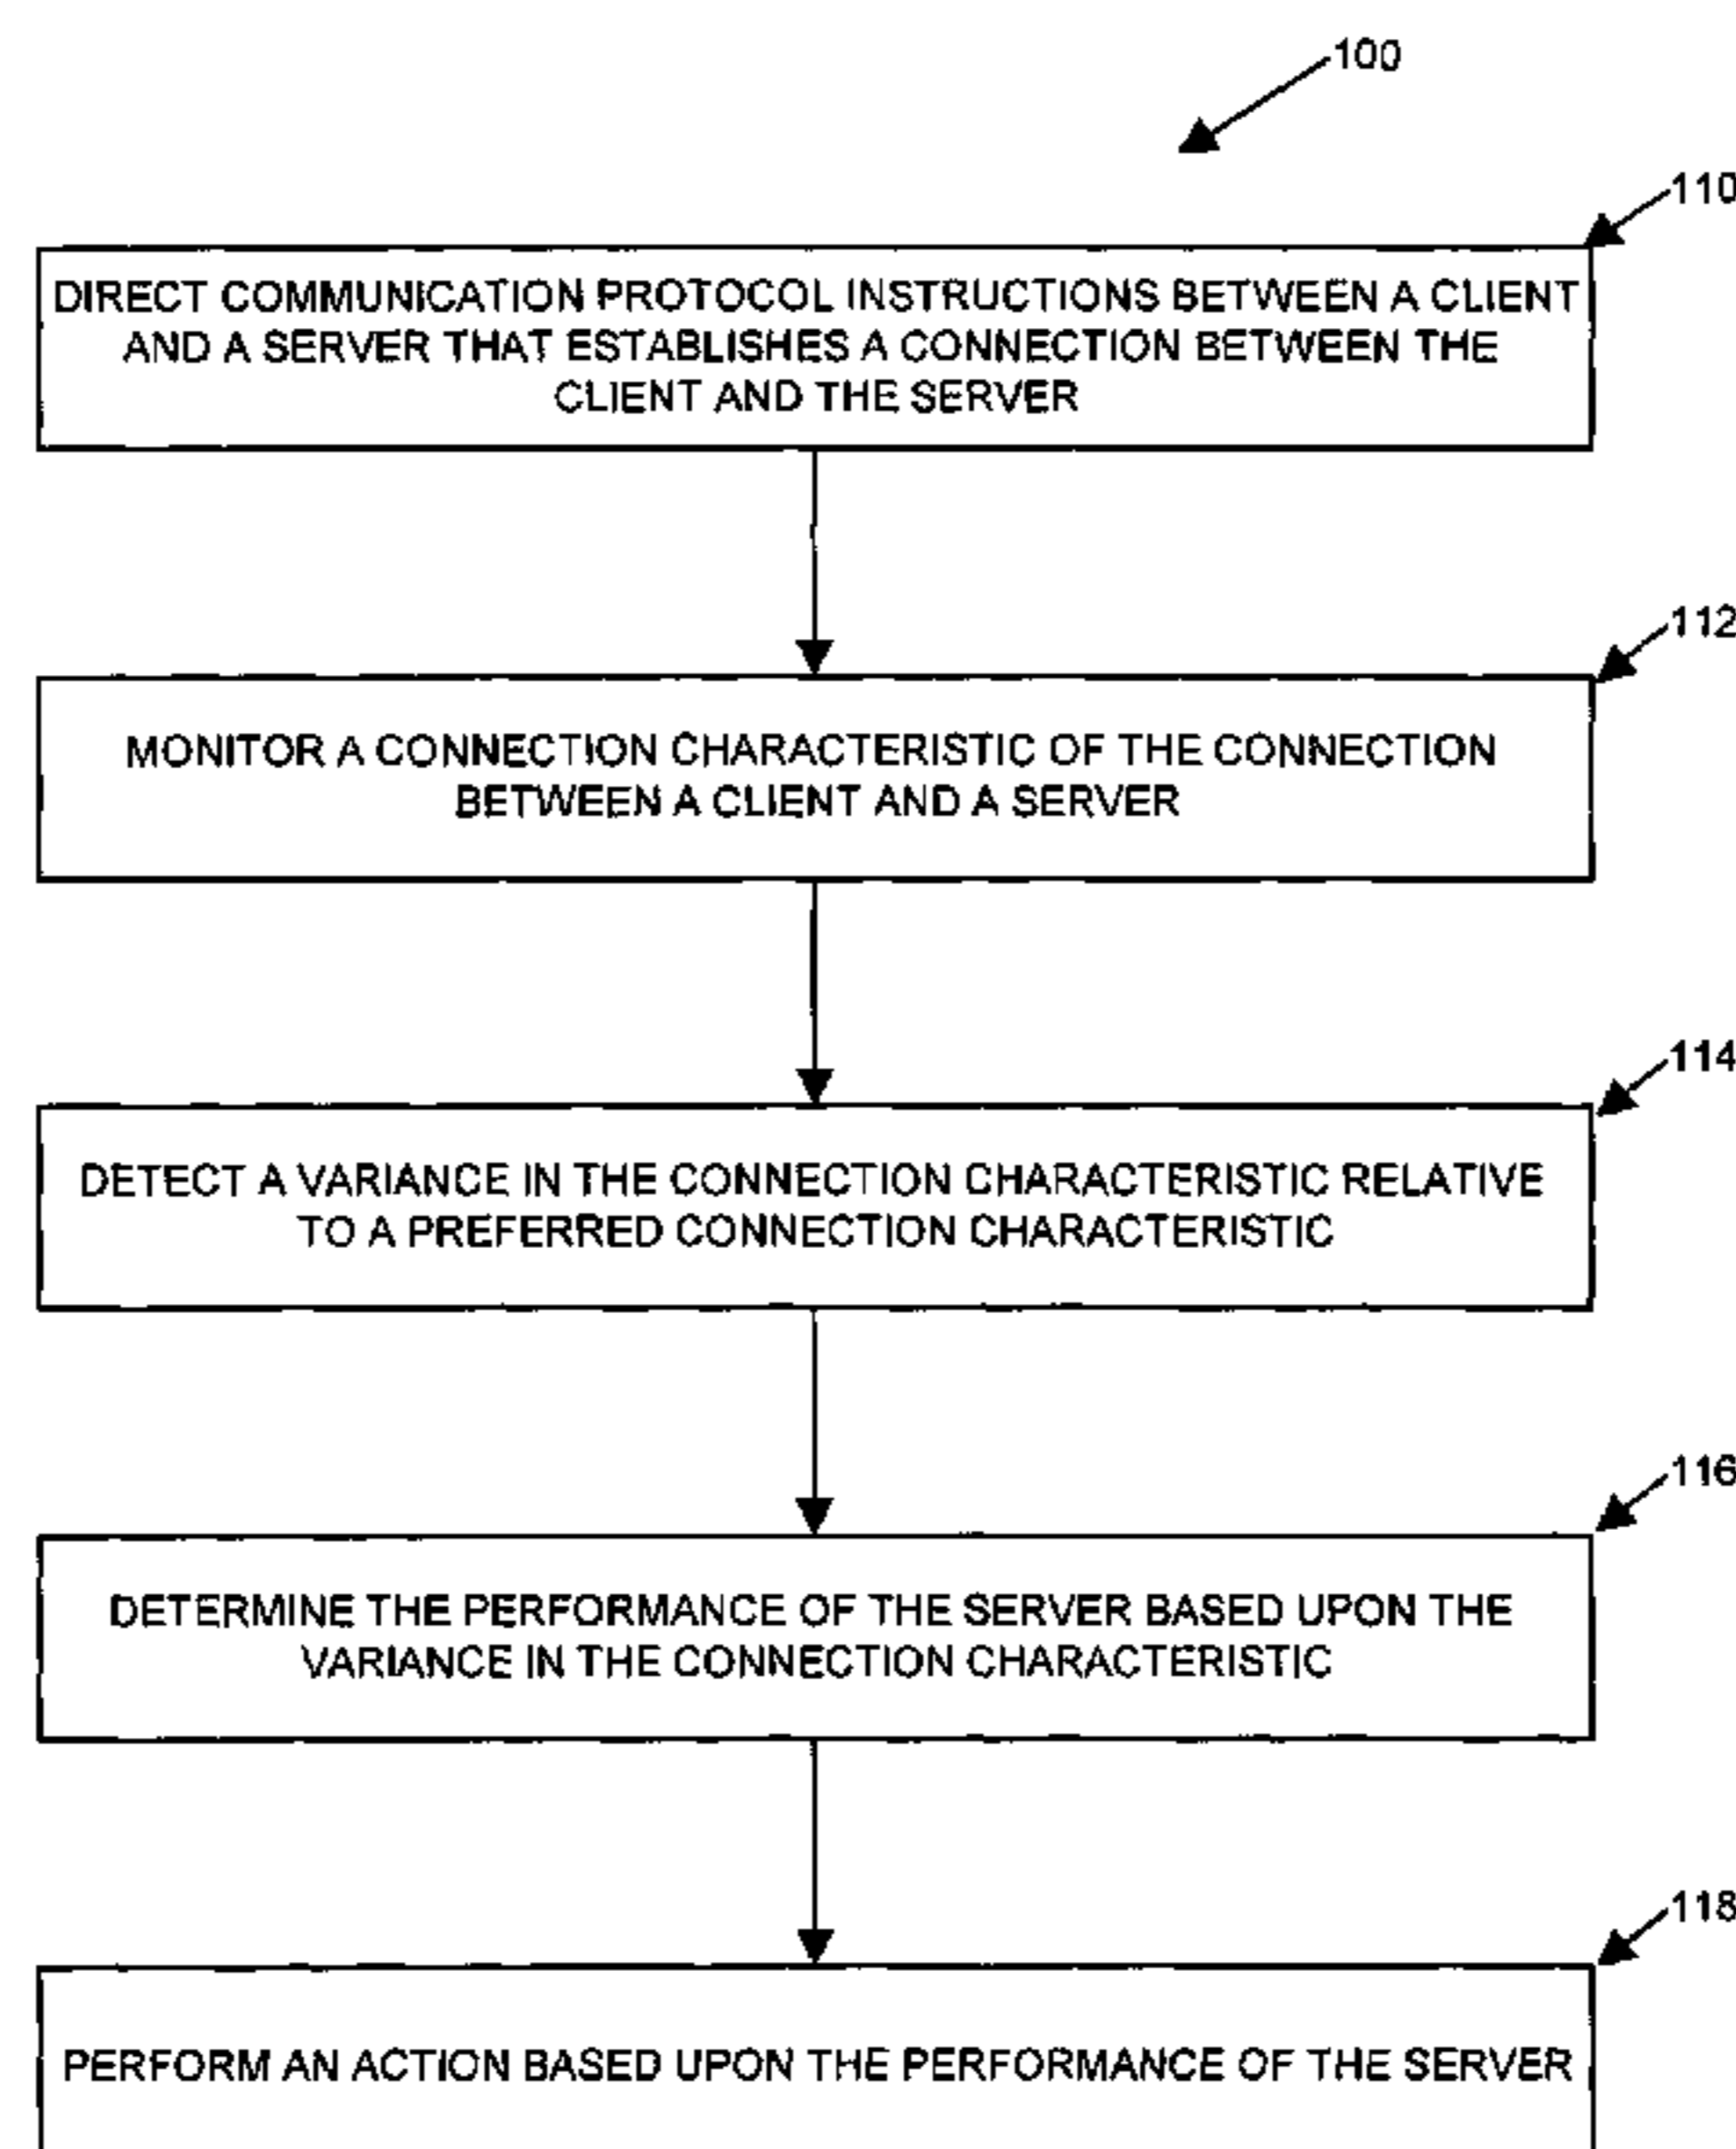 100
110
DIRECT COMMUNICATION PROTOCOL INSTRUCTIONS BETWEEN A CLIENT
AND A SERVER THAT ESTABLISHES A CONNECTION BETWEEN THE
CLIENT AND THE SERVER
112
MONITOR A CONNECTION CHARACTERISTIC OF THE CONNECTION
BETWEEN A CLIENT AND A SERVER
114
DETECT A VARIANCE IN THE CONNECTION CHARACTERISTIC RELATIVE
TO A PREFERRED CONNECTION CHARACTERISTIC
116
DETERMINE THE PERFORMANCE OF THE SERVER BASED UPON THE
VARIANCE IN THE CONNECTION CHARACTERISTIC
118
PERFORM AN ACTION BASED UPON THE PERFORMANCE OF THE SERVER